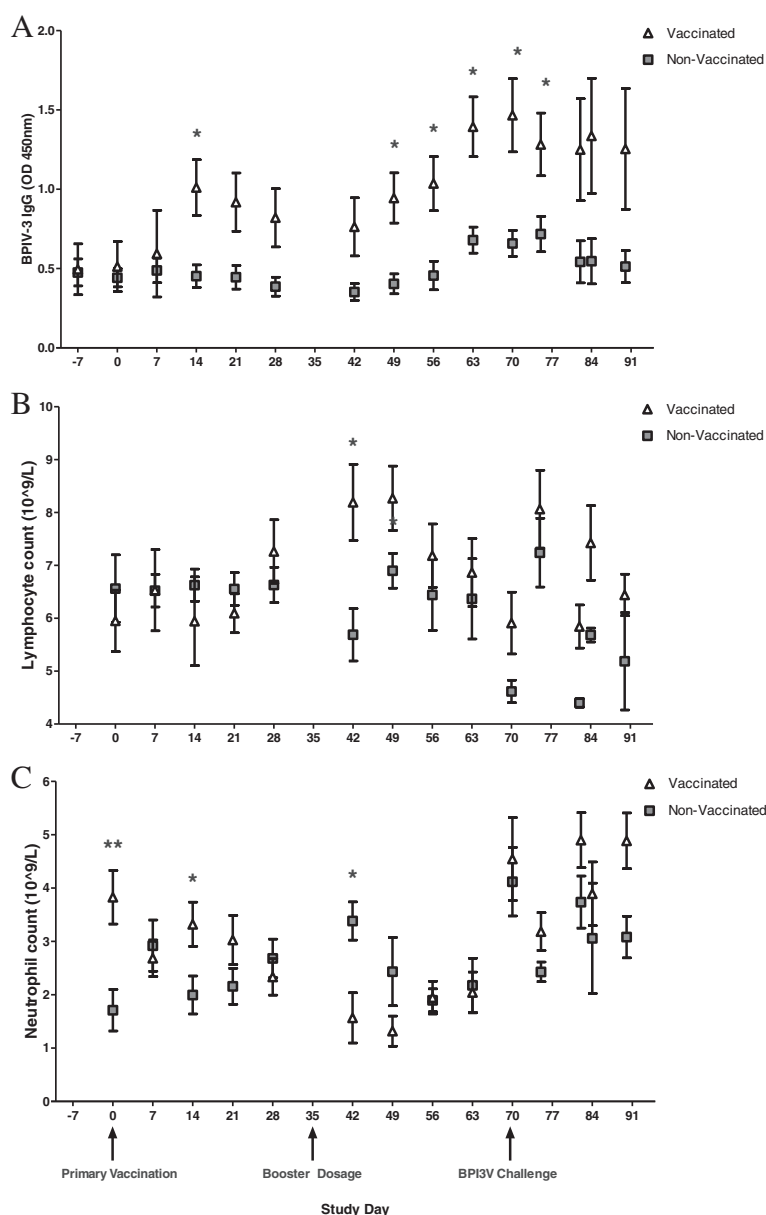 A
Vaccinated
Non-Vaccinated
BPIV-3 IgG (OD 450nm)
2.0
1.5
1.0
0.5
0.0
* * * * * *
-7 0 7 14 21 28 35 42 49 56 63 70 77 84 91
B
Vaccinated
Non-Vaccinated
Lymphocyte count (10^9/L)
10
9
8
7
6
5
4
*
*
-7 0 7 14 21 28 35 42 49 56 63 70 77 84 91
C
Vaccinated
Non-Vaccinated
Neutrophil count (10^9/L)
6
5
4
3
2
1
0
** * *
-7 0 7 14 21 28 35 42 49 56 63 70 77 84 91
Primary Vaccination Booster Dosage BPI3V Challenge
Study Day